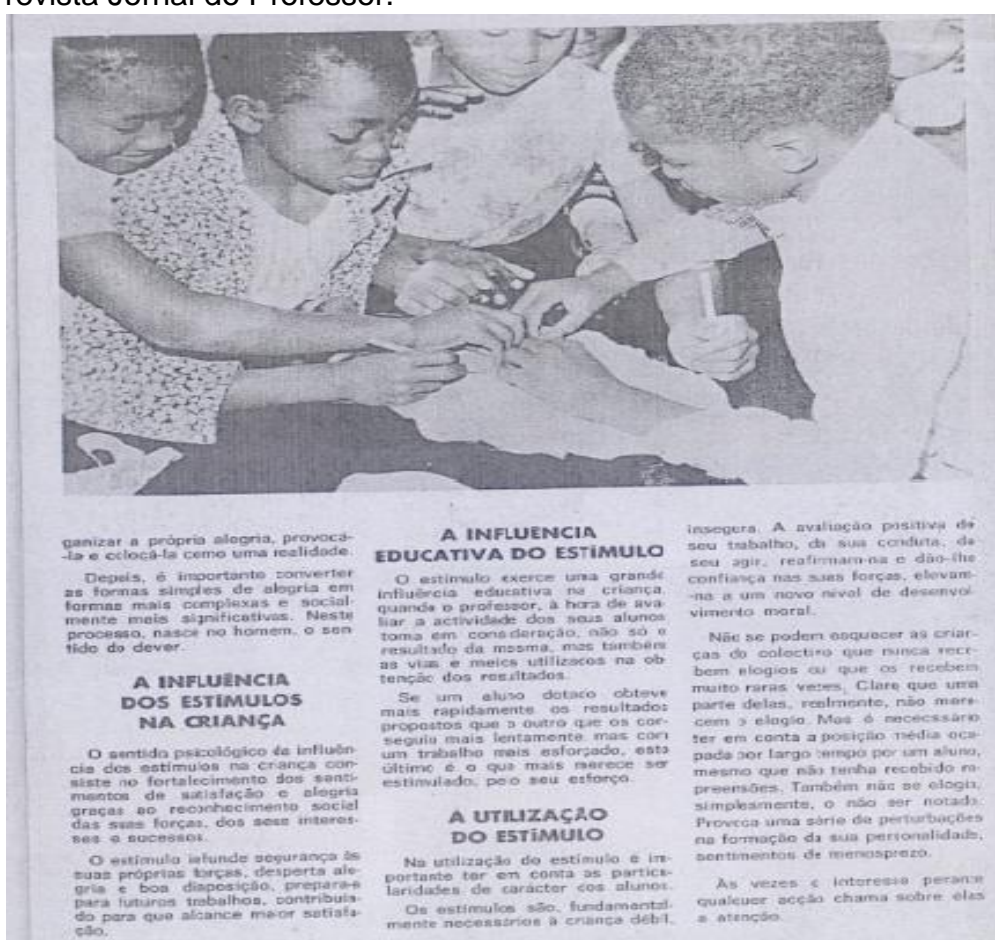 revista Jornal do Professor.
ganizar a própria alegria, provocá-
-la e colocá-la como uma realidade.
Depois, é importante converter
as formas simples de alegria em
formas mais complexas e social-
mente mais significativas. Neste
processo, nasce no homem, o sen
tido do dever.
A INFLUÊNCIA
DOS ESTÍMULOS
NA CRIANÇA
O sentido psicológico da influên-
cia dos estímulos na criança con-
siste no fortalecimento dos senti-
mentos de satisfação e alegria
graças ao reconhecimento social
das suas forças, dos seus interes-
ses e sucessos.
O estímulo infunde segurança às
suas próprias forças, desperta ale-
gria e boa disposição, prepara-o
para futuros trabalhos, contribuin-
do para que alcance maior satisfa-
ção.
A INFLUÊNCIA
EDUCATIVA DO ESTÍMULO
O estímulo exerce uma grande
influência educativa na criança,
quando o professor, à hora de ava-
liar a actividade dos seus alunos
toma em consideração, não só o
resultado da mesma, mas também
as vias e meios utilizados na ob-
tenção dos resultados.
Se um aluno dotado obteve
mais rapidamente os resultados
propostos que o outro que os con-
seguiu mais lentamente mas com
um trabalho mais esforçado, este
último é o que mais merece ser
estimulado, pelo seu esforço.
A UTILIZAÇÃO
DO ESTÍMULO
Na utilização do estímulo é im-
portante ter em conta as partic-
laridades de carácter dos alunos.
Os estímulos são, fundamental-
mente necessários à criança débil,
insegura. A avaliação positiva de
seu trabalho, da sua conduta, de
seu agir, reafirmam-na e dão-lhe
confiança nas suas forças, elevam-
-na a um novo nível de desenvol-
vimento moral.
Não se podem esquecer as crian-
ças do colectivo que nunca rece-
bem elogios ou que os recebem
muito raras vezes. Claro que uma
parte delas, realmente, não mere-
cem o elogio. Mas é necessário
ter em conta a posição média ocu-
pada por largo tempo por um aluno,
mesmo que não tenha recebido re-
preensões. Também não se elogia,
simplesmente, o não ser notado.
Provoca uma série de perturbações
na formação da sua personalidade,
sentimentos de menosprezo.
Às vezes o interesse perante
qualquer acção chama sobre elas
a atenção.